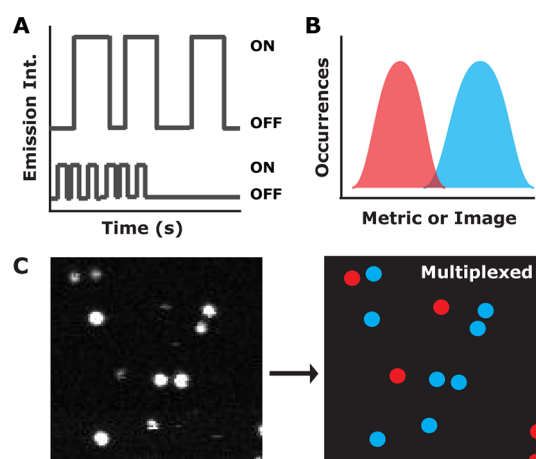 A
Emission Int.
ON
OFF
ON
OFF
Time (s)
B
Occurrences
Metric or Image
C
Multiplexed